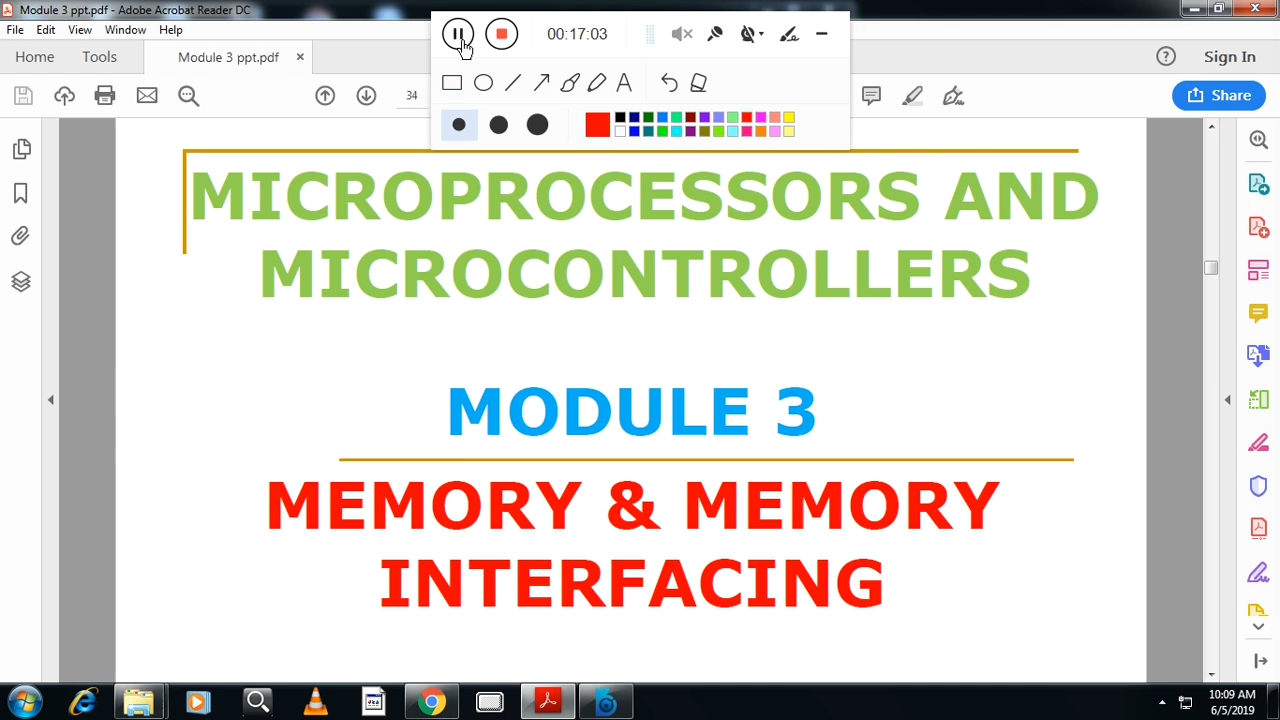 Module 3 ppt.pdf - Adobe Acrobat Reader DC
File Edit View Window Help
00:17:03
Home Tools Module 3 ppt.pdf × ? Sign In
34 Share
A
MICROPROCESSORS AND
MICROCONTROLLERS
MODULE 3
MEMORY & MEMORY
INTERFACING
10:09 AM
6/5/2019